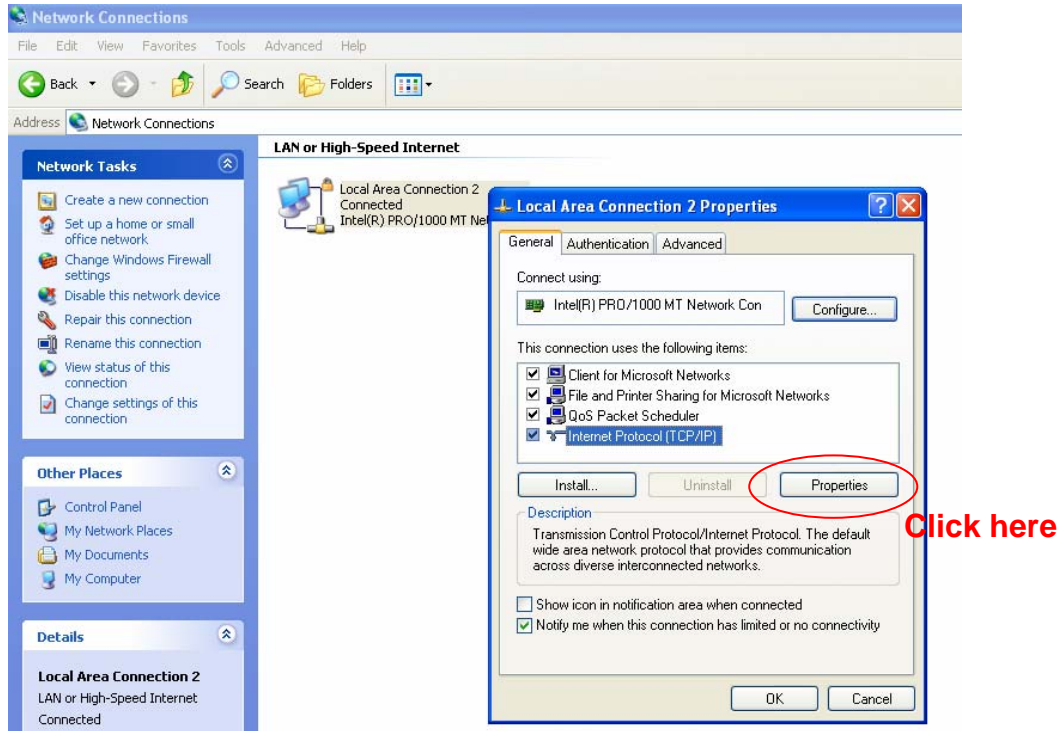 Network Connections
File Edit View Favorites Tools Advanced Help
Back Search Folders
Address Network Connections
Network Tasks
Create a new connection
Set up a home or small
office network
Change Windows Firewall
settings
Disable this network device
Repair this connection
Rename this connection
View status of this
connection
Change settings of this
connection
Other Places
Control Panel
My Network Places
My Documents
My Computer
Details
Local Area Connection 2
LAN or High-Speed Internet
Connected
LAN or High-Speed Internet
Local Area Connection 2
Connected
Intel(R) PRO/1000 MT Net
Local Area Connection 2 Properties
General Authentication Advanced
Connect using:
Intel(R) PRO/1000 MT Network Con Configure...
This connection uses the following items:
Client for Microsoft Networks
File and Printer Sharing for Microsoft Networks
QoS Packet Scheduler
Internet Protocol (TCP/IP)
Install... Uninstall Properties
Click here
Description
Transmission Control Protocol/Internet Protocol. The default
wide area network protocol that provides communication
across diverse interconnected networks.
Show icon in notification area when connected
Notify me when this connection has limited or no connectivity
OK Cancel